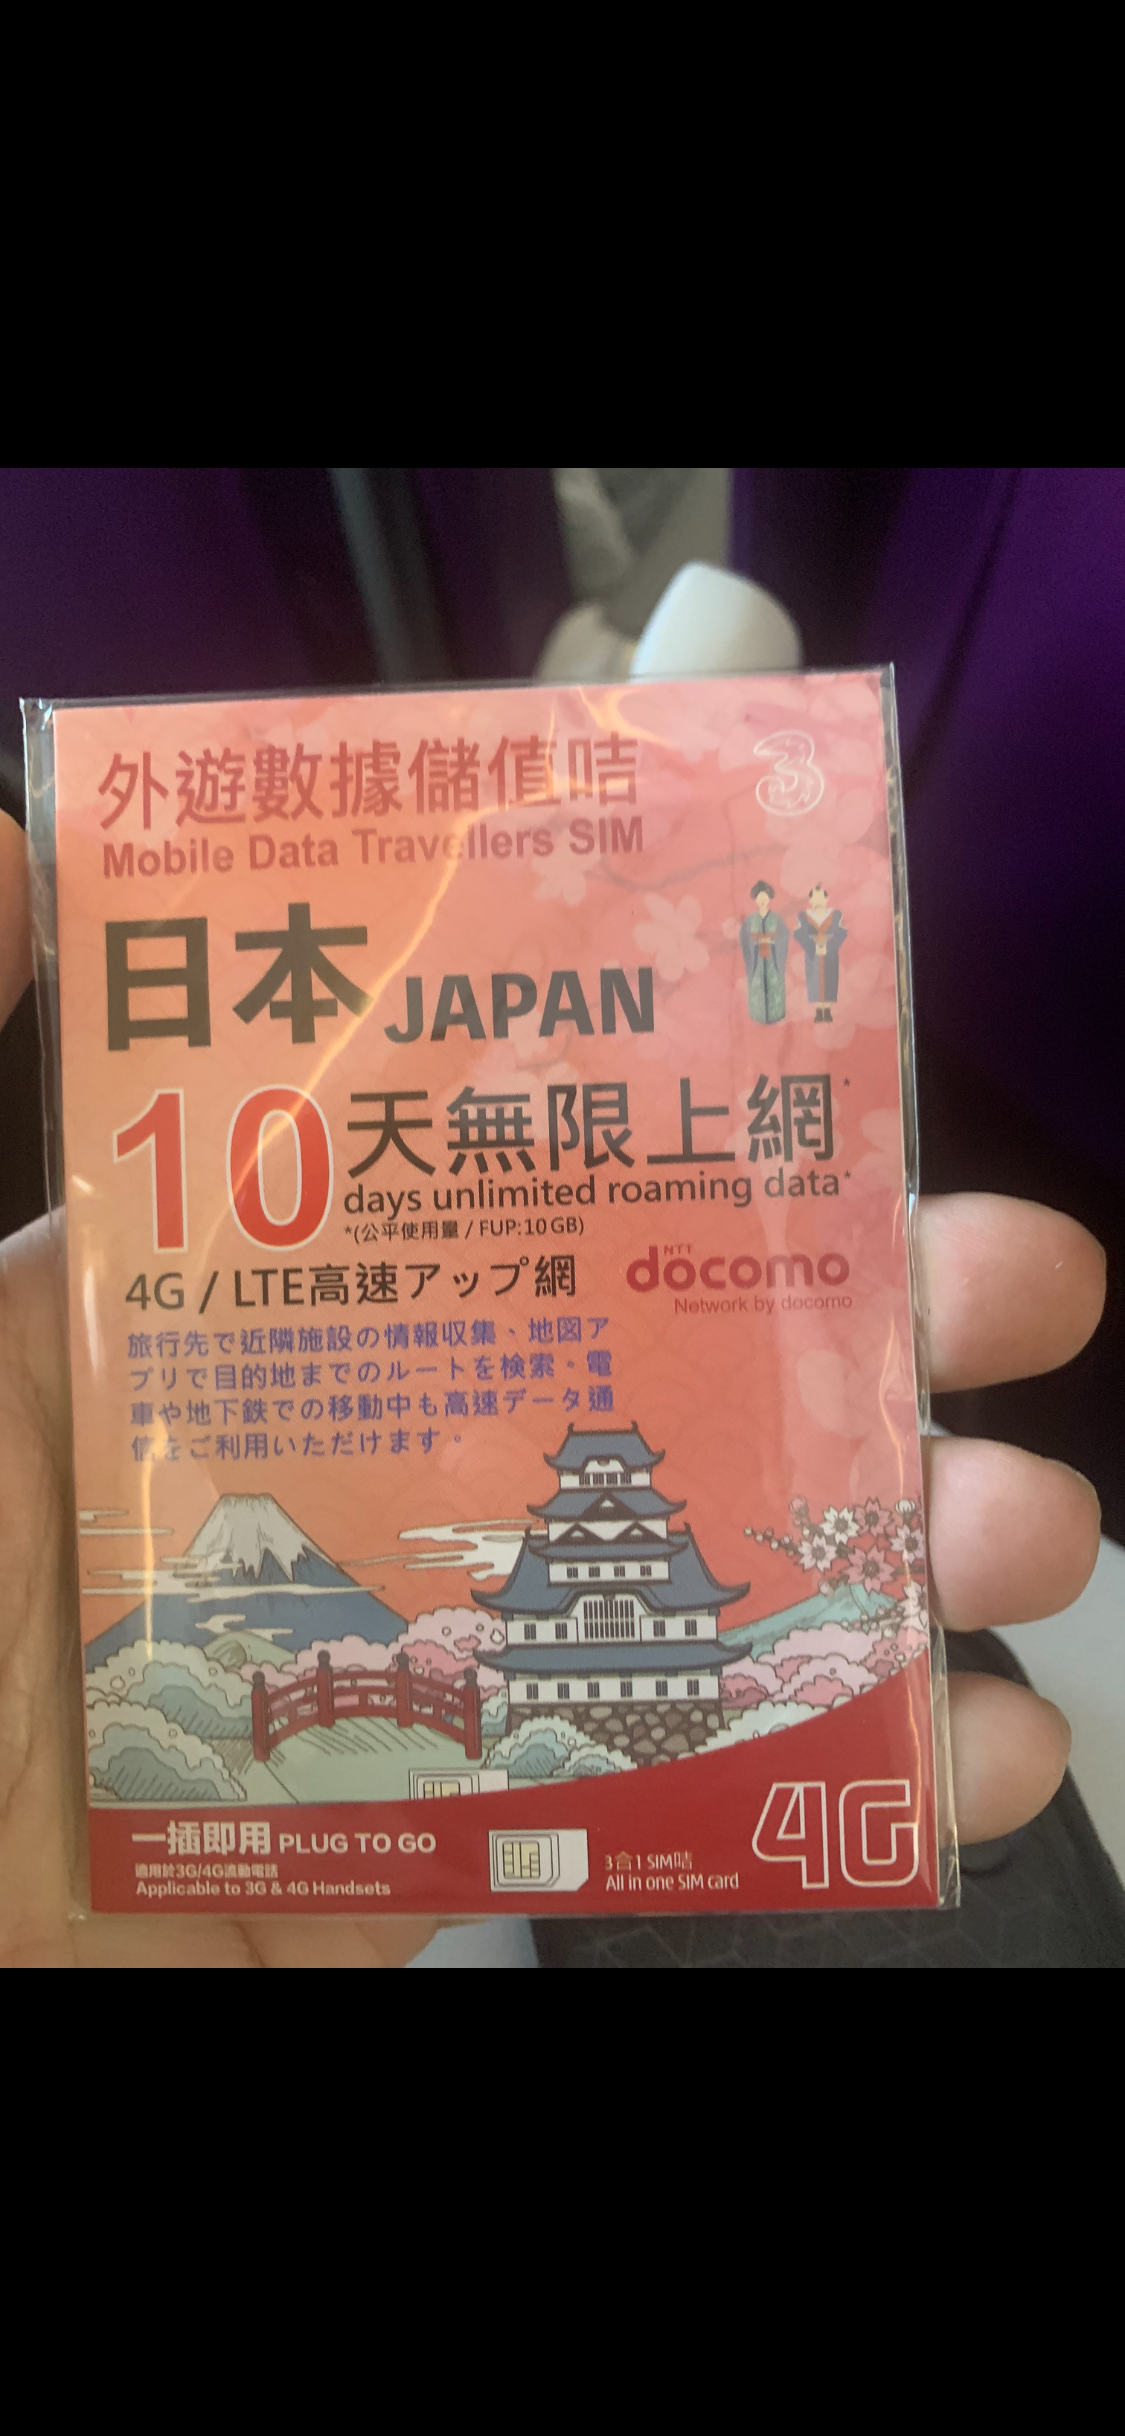 外遊數據儲值咭
3
Mobile Data Travellers SIM
日本 JAPAN
10天無限上網*
days unlimited roaming data*
*(公平使用量 / FUP:10GB)
4G / LTE高速アップ網
NTT
docomo
Network by docomo
旅行先で近隣施設の情報収集、地図ア
プリで目的地までのルートを検索。電
車や地下鉄での移動中も高速データ通
信をご利用いただけます。
一插即用 PLUG TO GO
適用於3G/4G流動電話
Applicable to 3G & 4G Handsets
3合1 SIM咭
All in one SIM card
4G